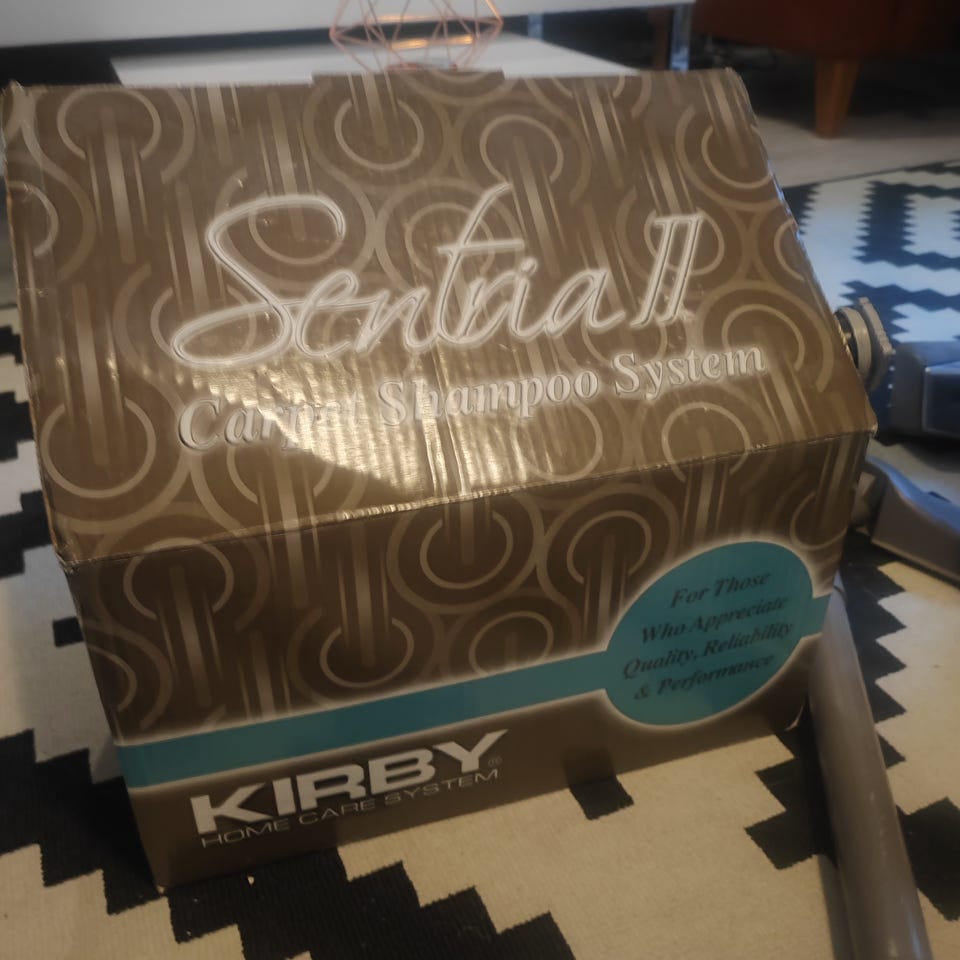 Sentria II
Carpet Shampoo System
For Those
Who Appreciate
Quality, Reliability
& Performance
KIRBY®
HOME CARE SYSTEM